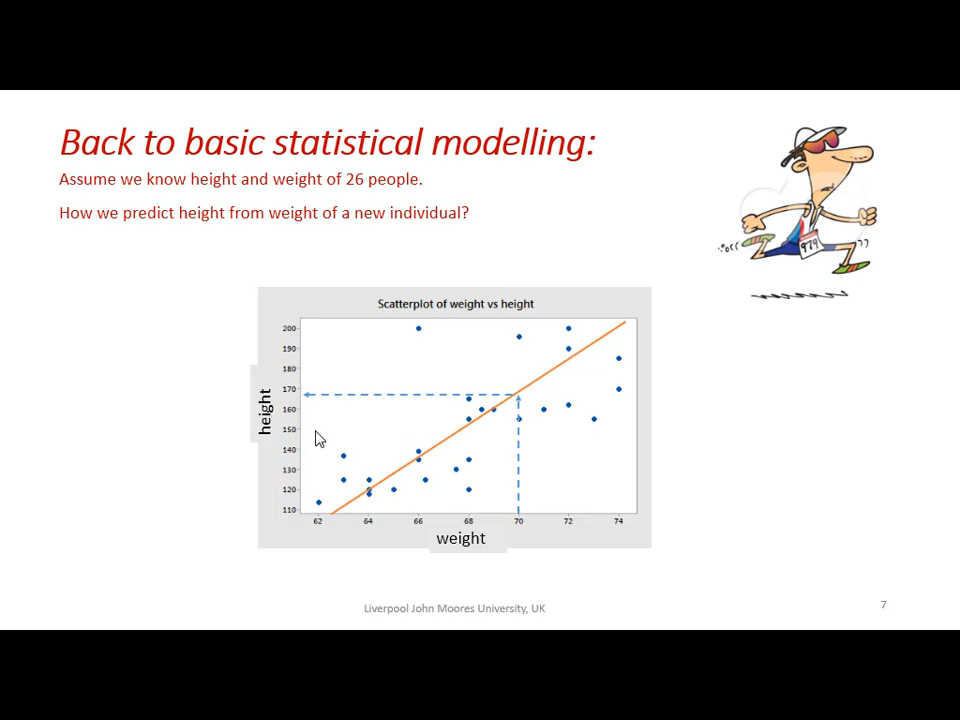 Back to basic statistical modelling:
Assume we know height and weight of 26 people.
How we predict height from weight of a new individual?
979
Scatterplot of weight vs height
200
190
180
170
160
150
140
130
120
110
height
62 64 66 68 70 72 74
weight
Liverpool John Moores University, UK
7